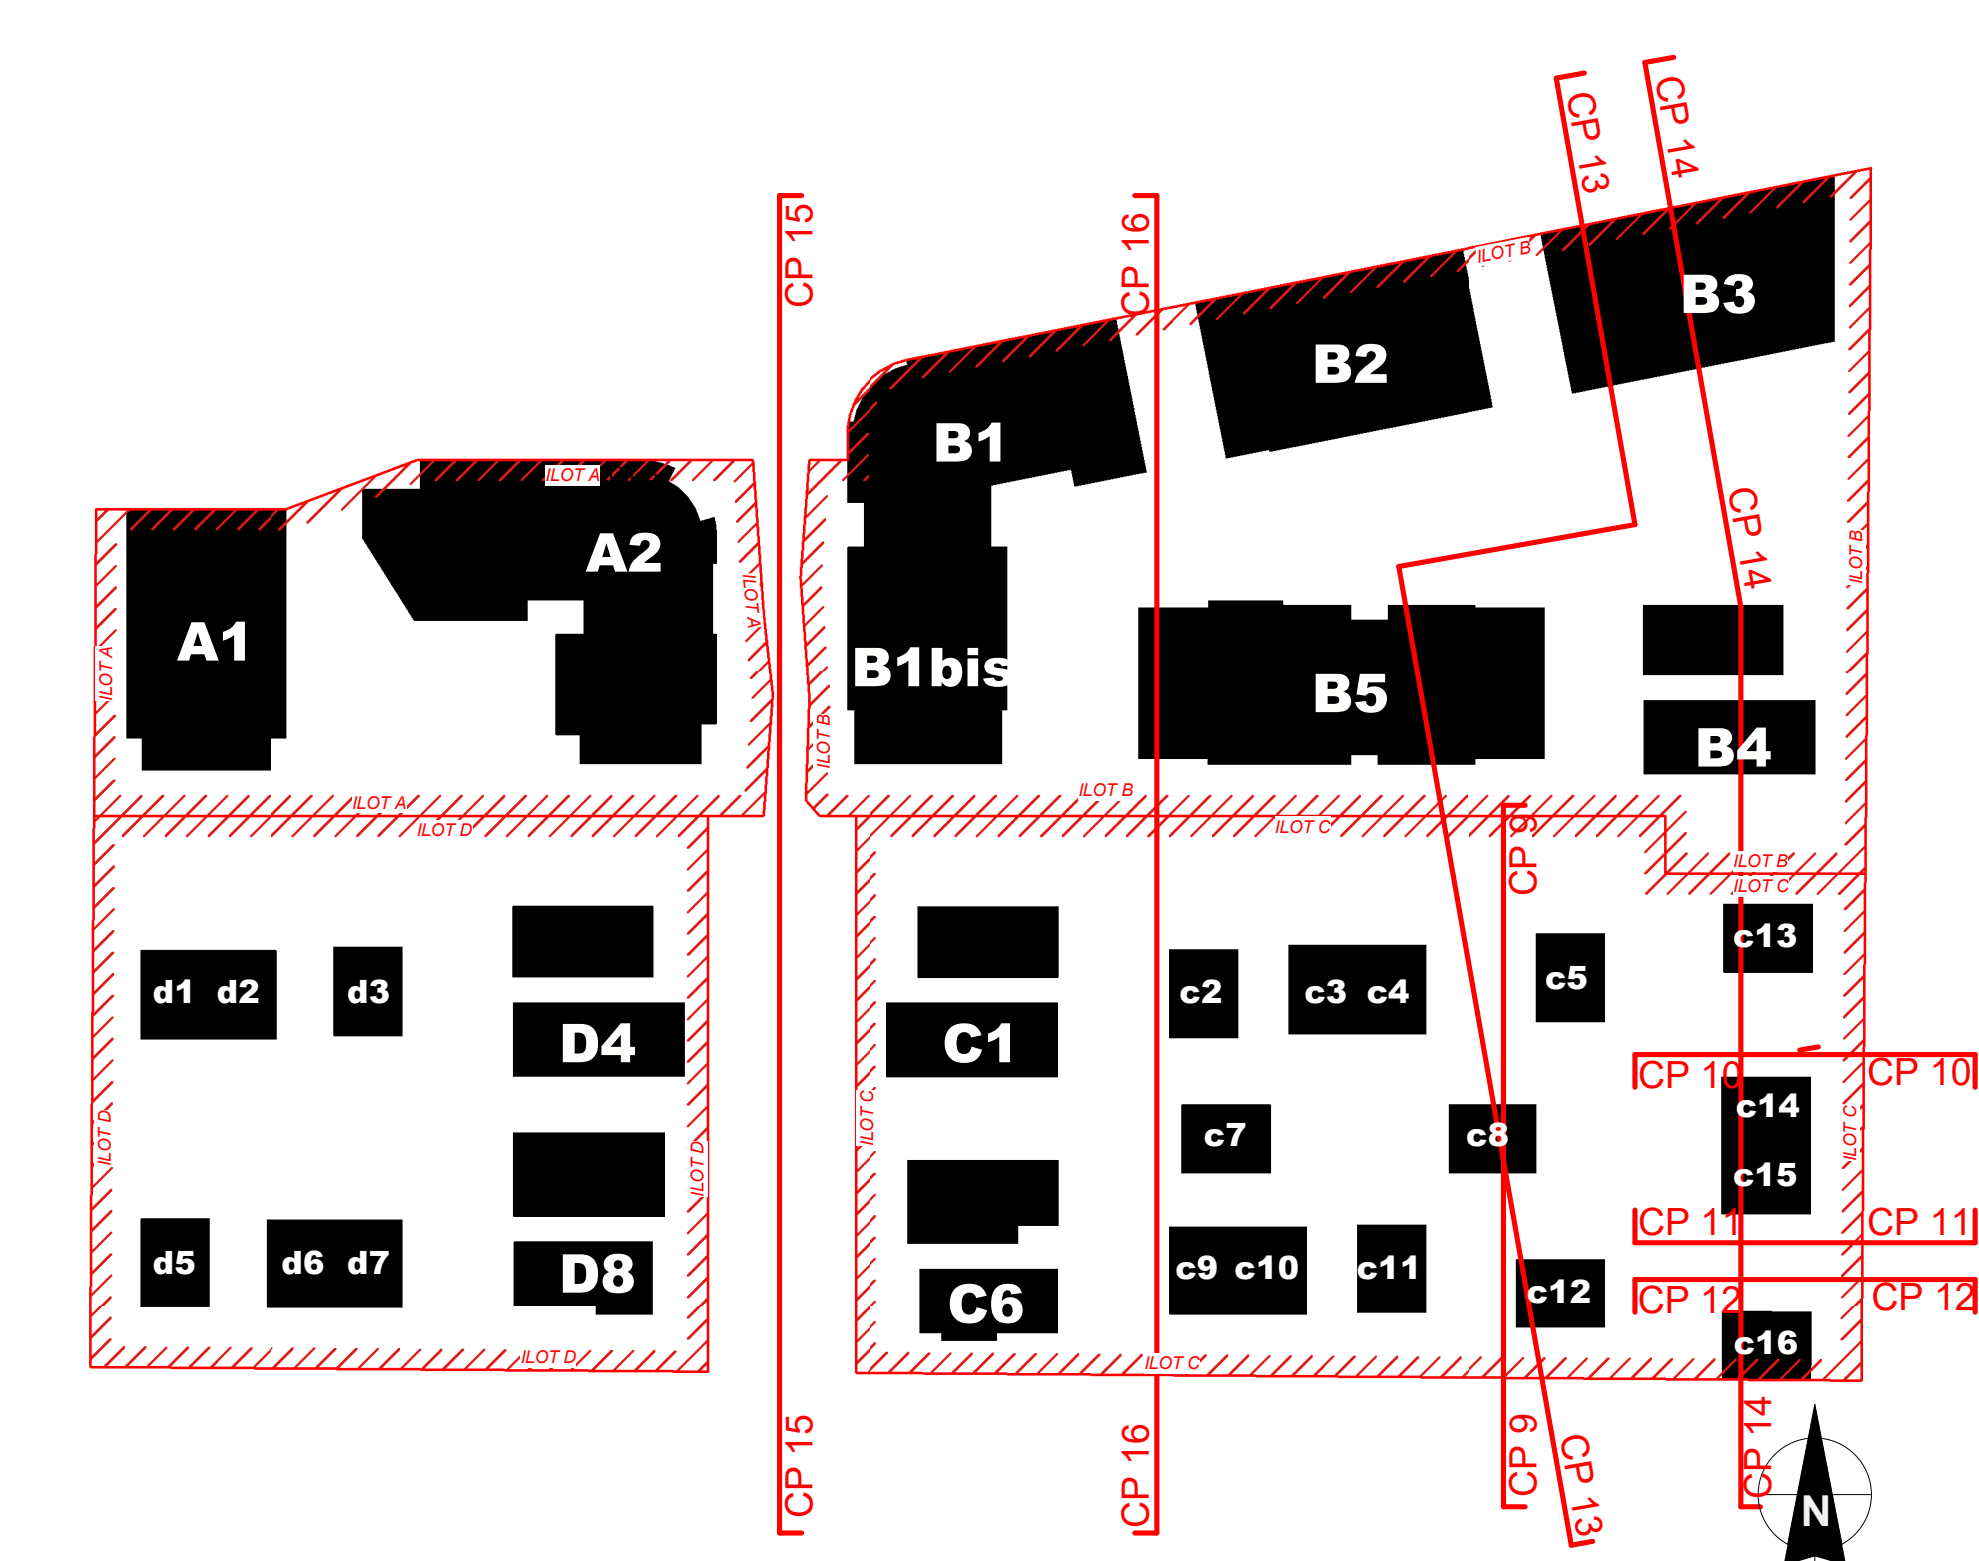 CP 13
CP 14
CP 15
CP 16
ILOT B
B3
B2
B1
ILOT A
A2
CP 14
ILOT B
ILOT A
A1
ILOT A
B1bis
B5
ILOT B
B4
ILOT A
ILOT B
ILOT D
ILOT C
CP 9
ILOT B
ILOT C
c13
d1 d2
d3
D4
C1
c2
c3 c4
c5
CP 10
CP 10
c14
ILOT D
ILOT D
ILOT C
c7
c8
ILOT C
c15
CP 11
CP 11
d5
d6 d7
D8
C6
c9 c10
c11
c12
CP 12
CP 12
c16
ILOT D
ILOT C
CP 15
CP 16
CP 9
CP 13
CP 14
N